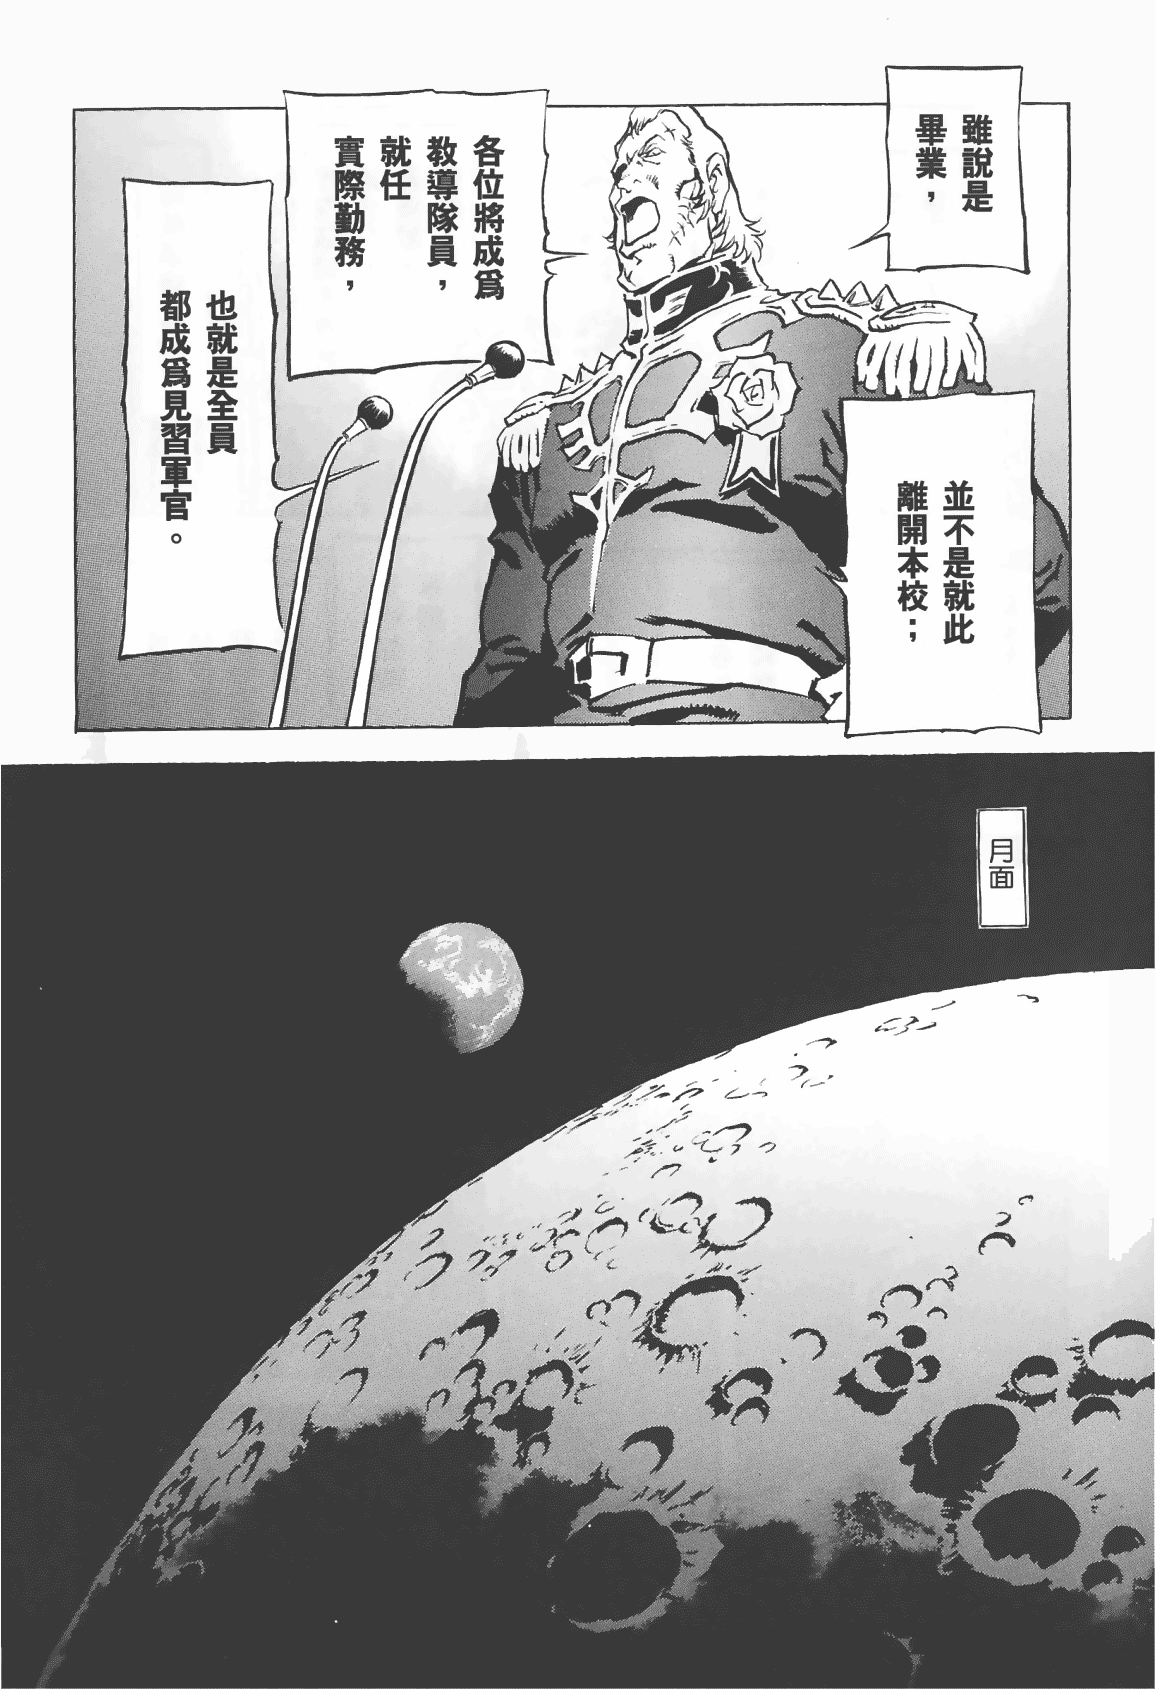 雖說是
畢業，
並不是就此
離開本校；
各位將成為
教導隊員，
就任
實際勤務，
也就是全員
都成為見習軍官。
月面